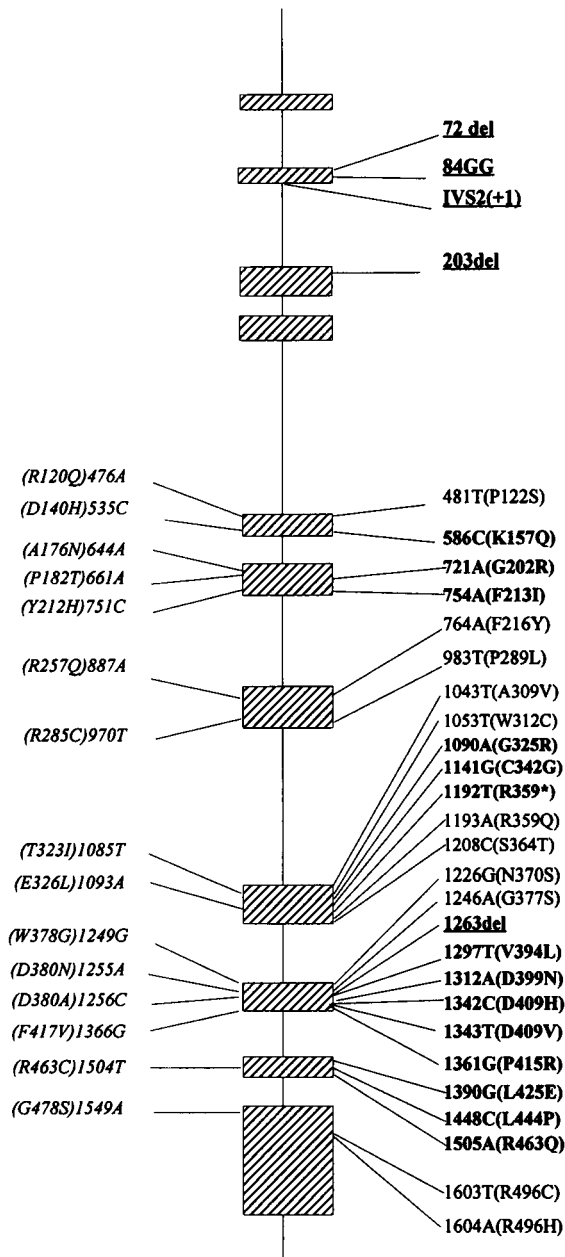 72 del
84GG
IVS2(+1)
203del
(R120Q)476A
(D140H)535C
(A176N)644A
(P182T)661A
(Y212H)751C
(R257Q)887A
(R285C)970T
(T323I)1085T
(E326L)1093A
(W378G)1249G
(D380N)1255A
(D380A)1256C
(F417V)1366G
(R463C)1504T
(G478S)1549A
481T(P122S)
586C(K157Q)
721A(G202R)
754A(F213I)
764A(F216Y)
983T(P289L)
1043T(A309V)
1053T(W312C)
1090A(G325R)
1141G(C342G)
1192T(R359*)
1193A(R359Q)
1208C(S364T)
1226G(N370S)
1246A(G377S)
1263del
1297T(V394L)
1312A(D399N)
1342C(D409H)
1343T(D409V)
1361G(P415R)
1390G(L425E)
1448C(L444P)
1505A(R463Q)
1603T(R496C)
1604A(R496H)